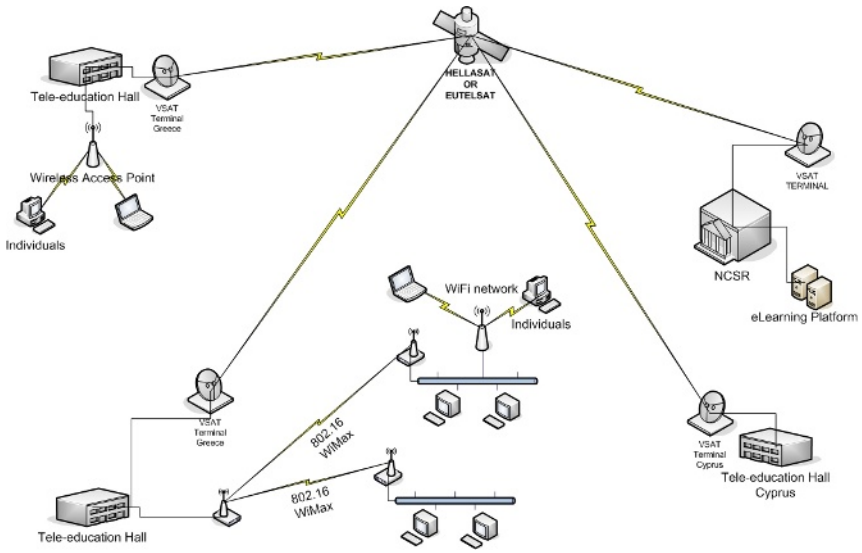 HELLASAT
OR
EUTELSAT
Tele-education Hall
VSAT
Terminal
Greece
Wireless Access Point
Individuals
VSAT
TERMINAL
NCSR
eLearning Platform
WiFi network
Individuals
VSAT
Terminal
Greece
802.16
WiMax
802.16
WiMax
Tele-education Hall
VSAT
Terminal
Cyprus
Tele-education Hall
Cyprus